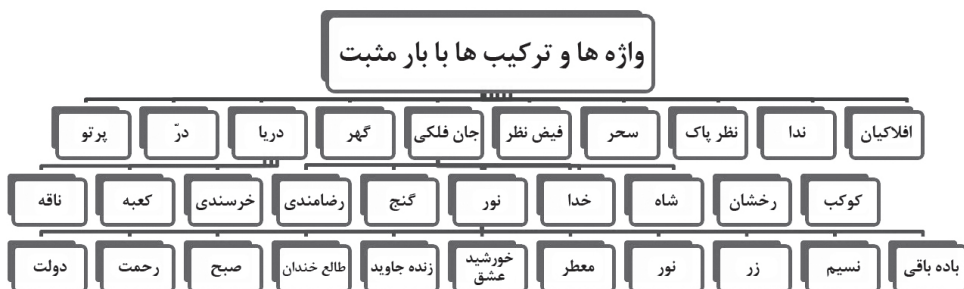 واژه ها و ترکیب ها با بار مثبت
افلاکیان ندا نظر پاک سحر فیض نظر جان فلکی گهر دریا درّ پرتو
کوکب رخشان شاه خدا نور گنج رضامندی خرسندی کعبه ناقه
باده باقی نسیم زر نور معطر خورشید عشق زنده جاوید طالع خندان صبح رحمت دولت